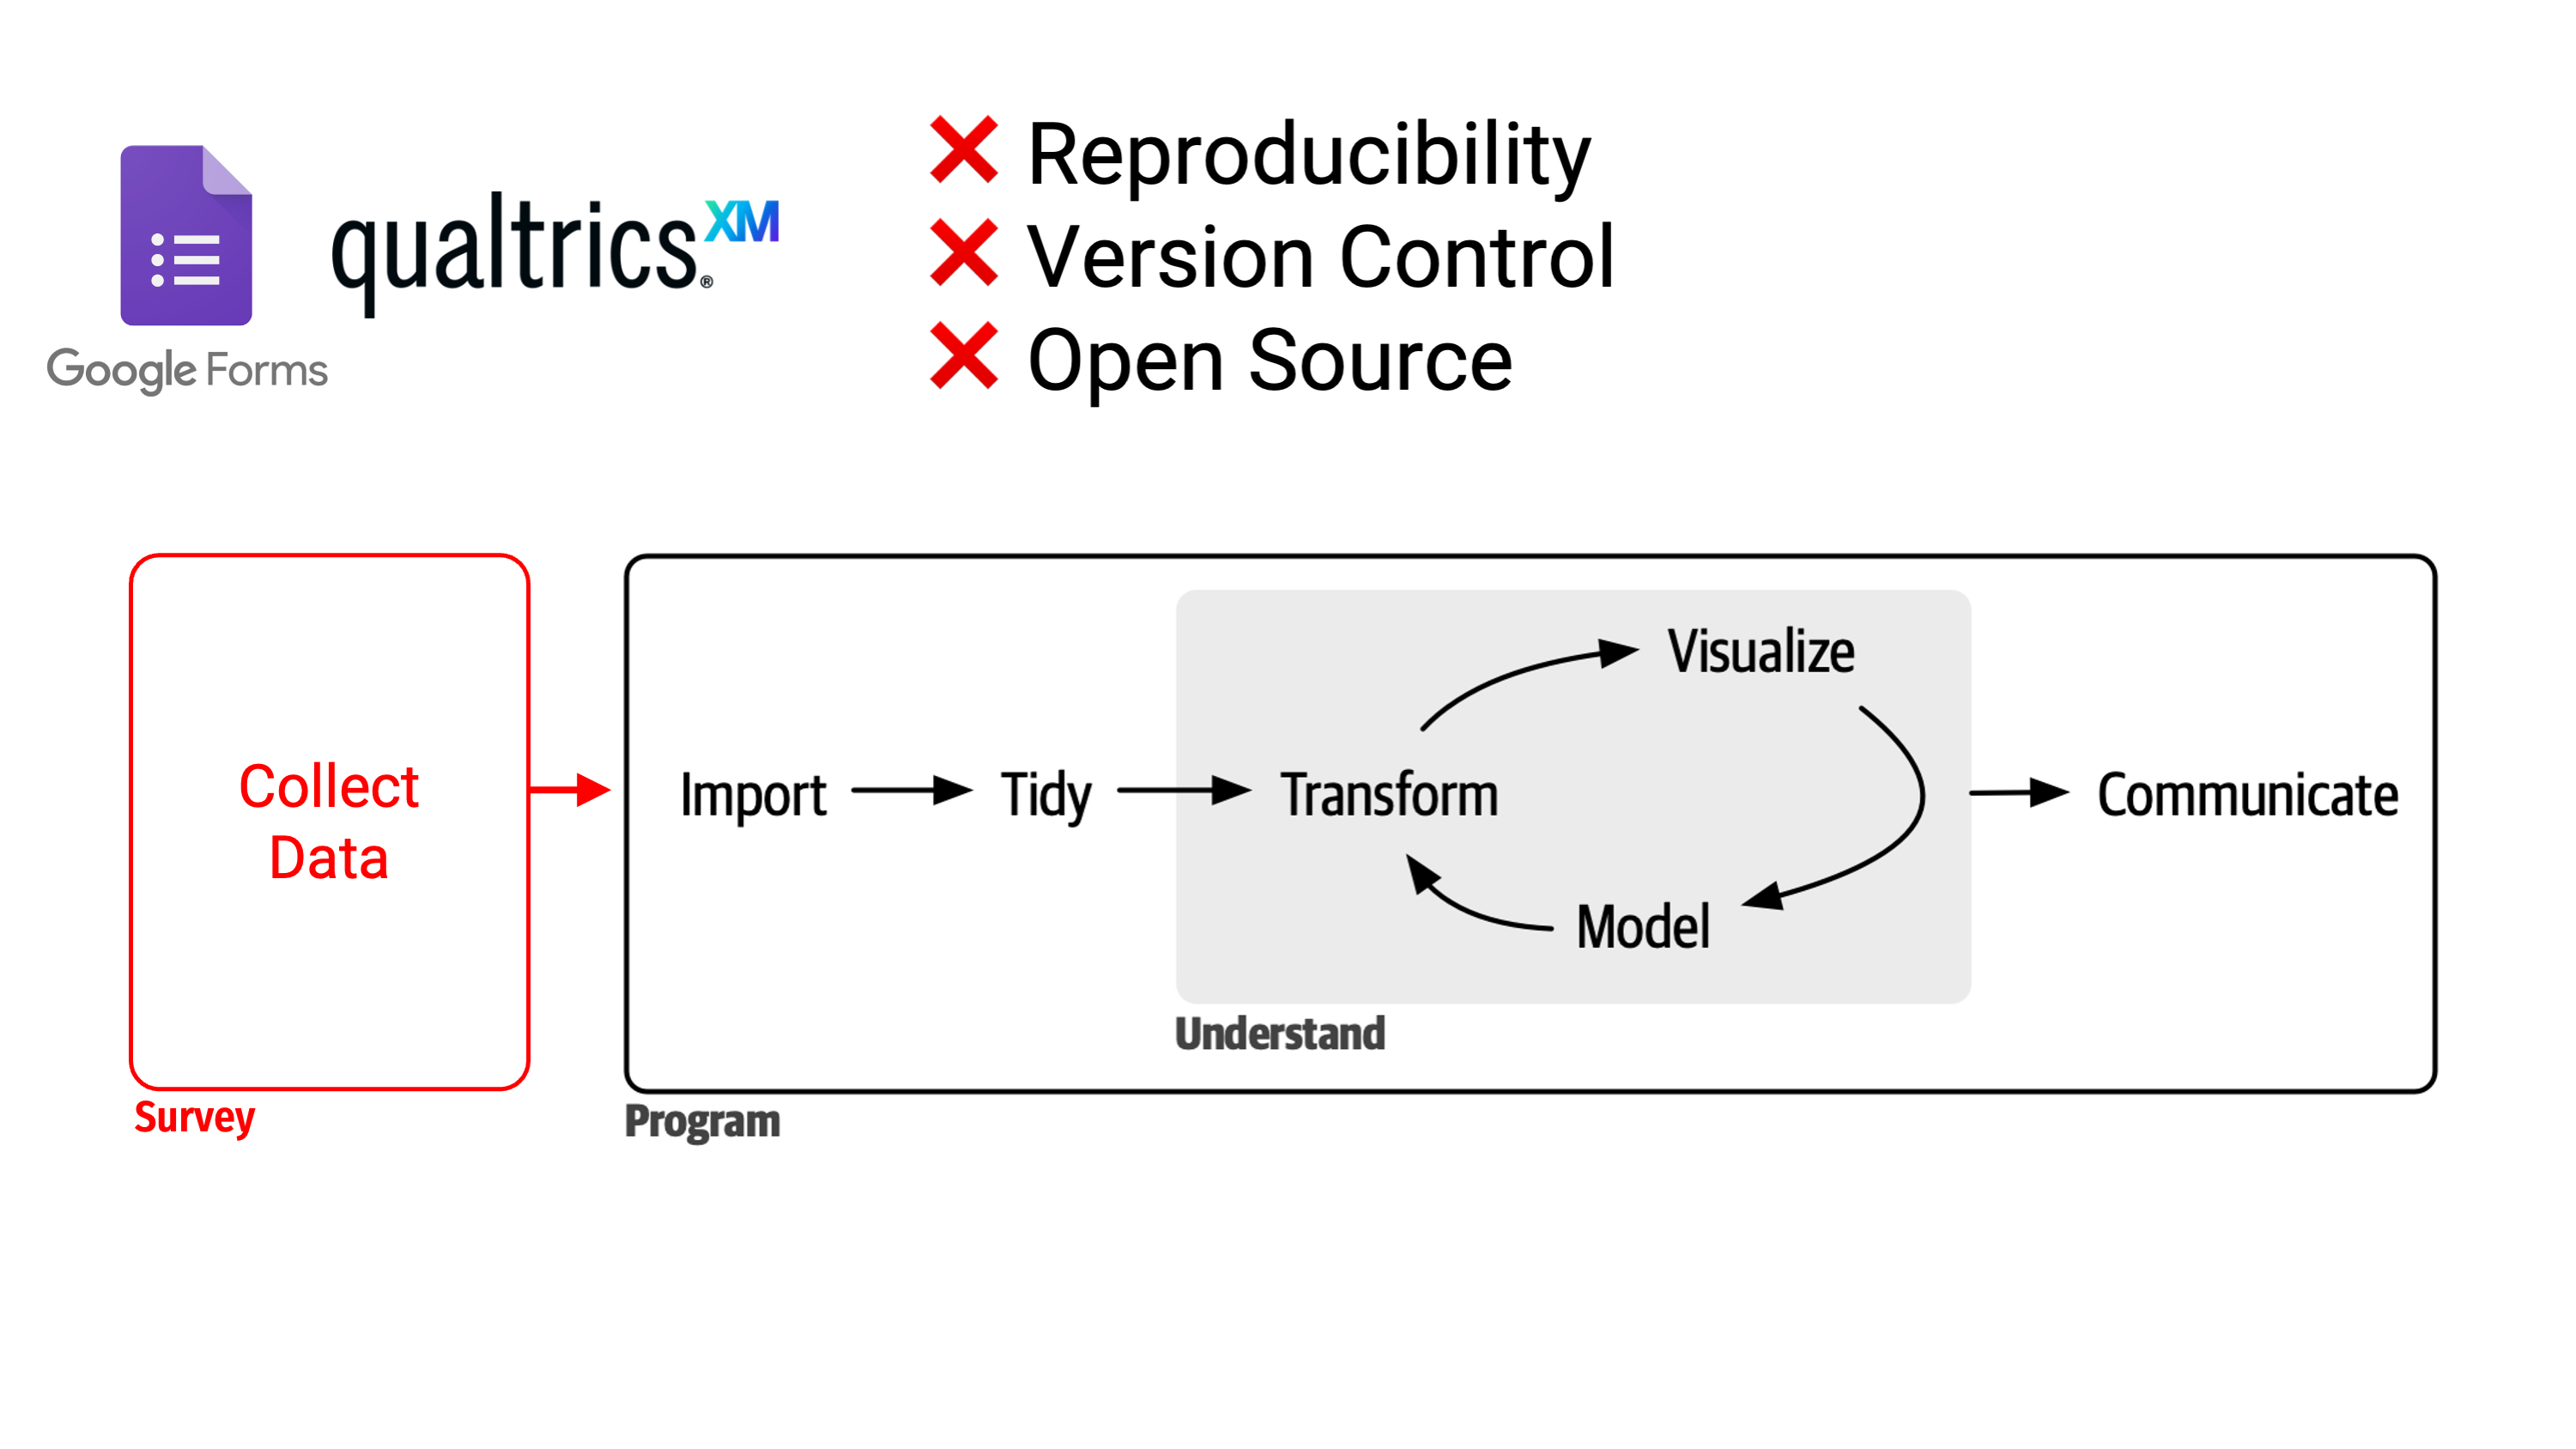 Google Forms
qualtrics XM ®
❌ Reproducibility
❌ Version Control
❌ Open Source
Collect
Data
Survey
Import
Tidy
Transform
Visualize
Model
Understand
Communicate
Program